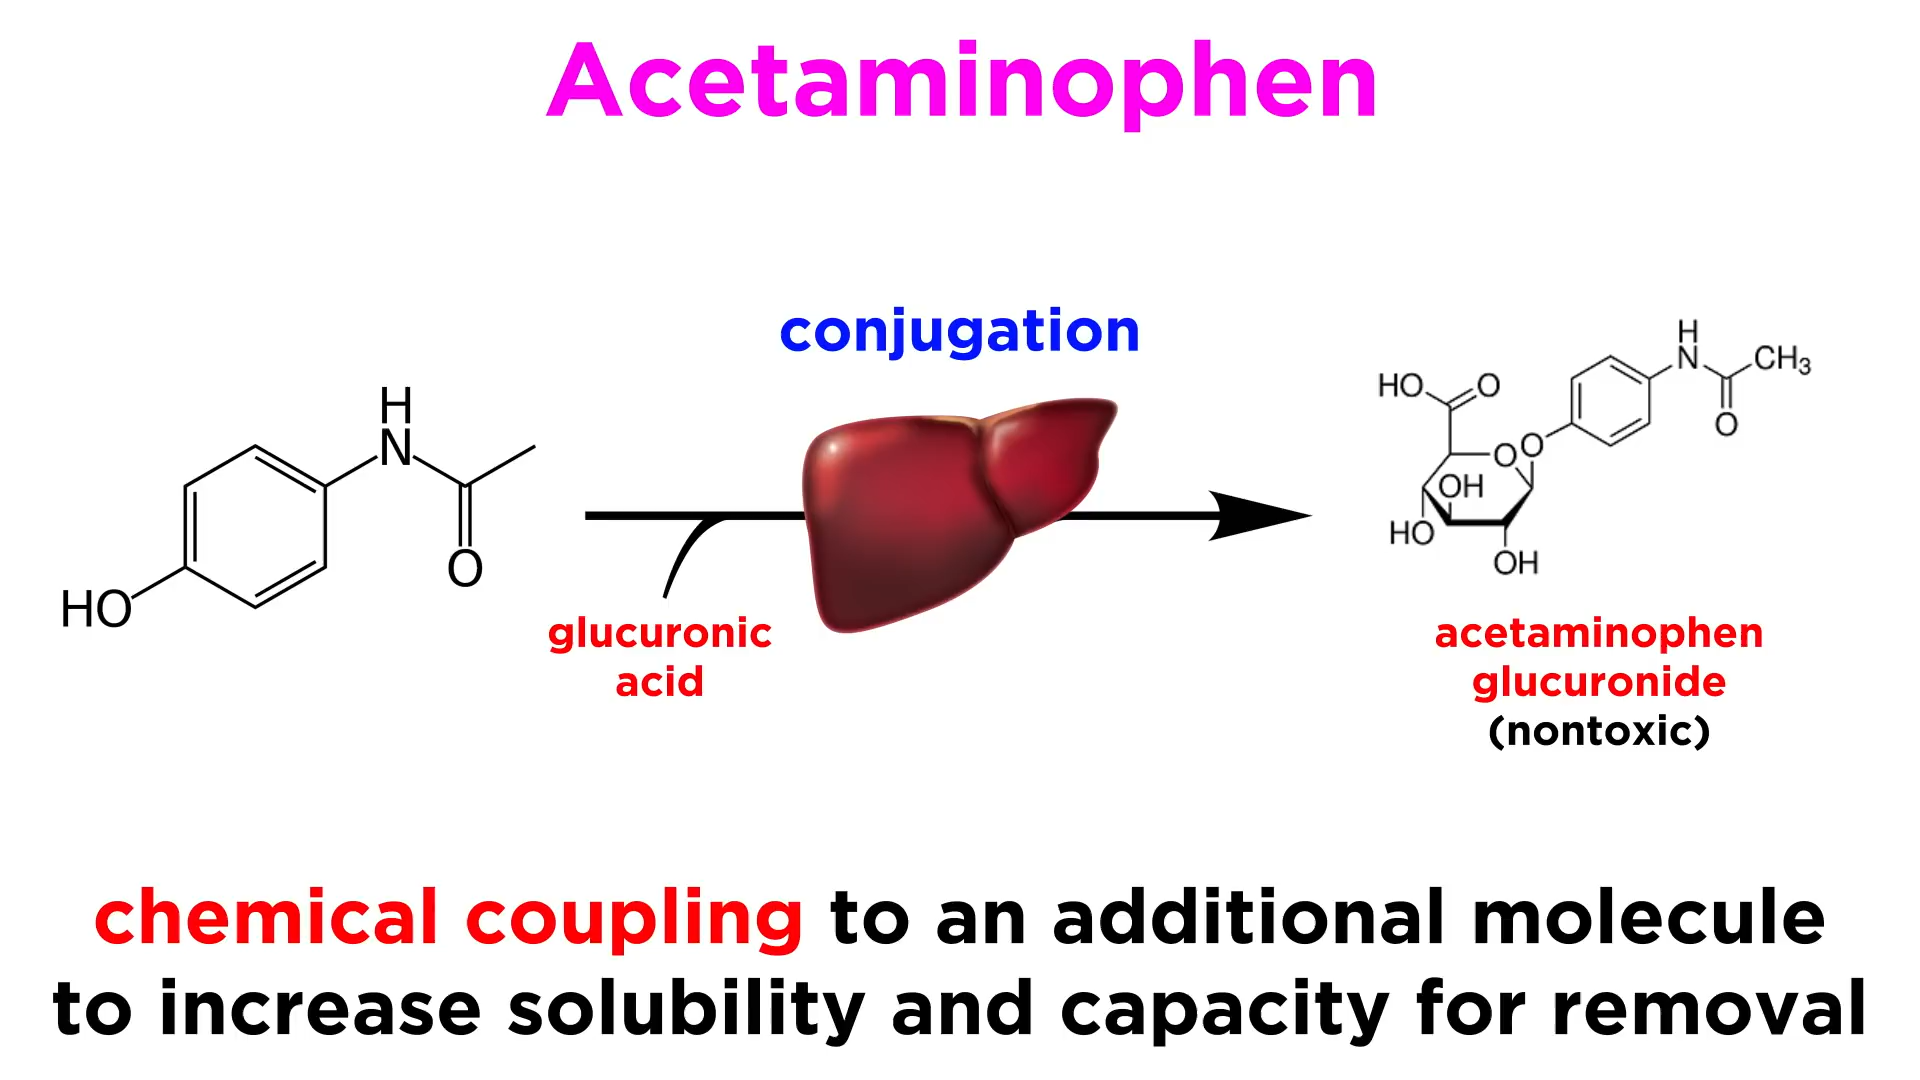 Acetaminophen
conjugation
H
N
O
HO
glucuronic
acid
H
N
CH₃
O
HO
O
O
O
OH
HO
OH
acetaminophen
glucuronide
(nontoxic)
chemical coupling to an additional molecule
to increase solubility and capacity for removal